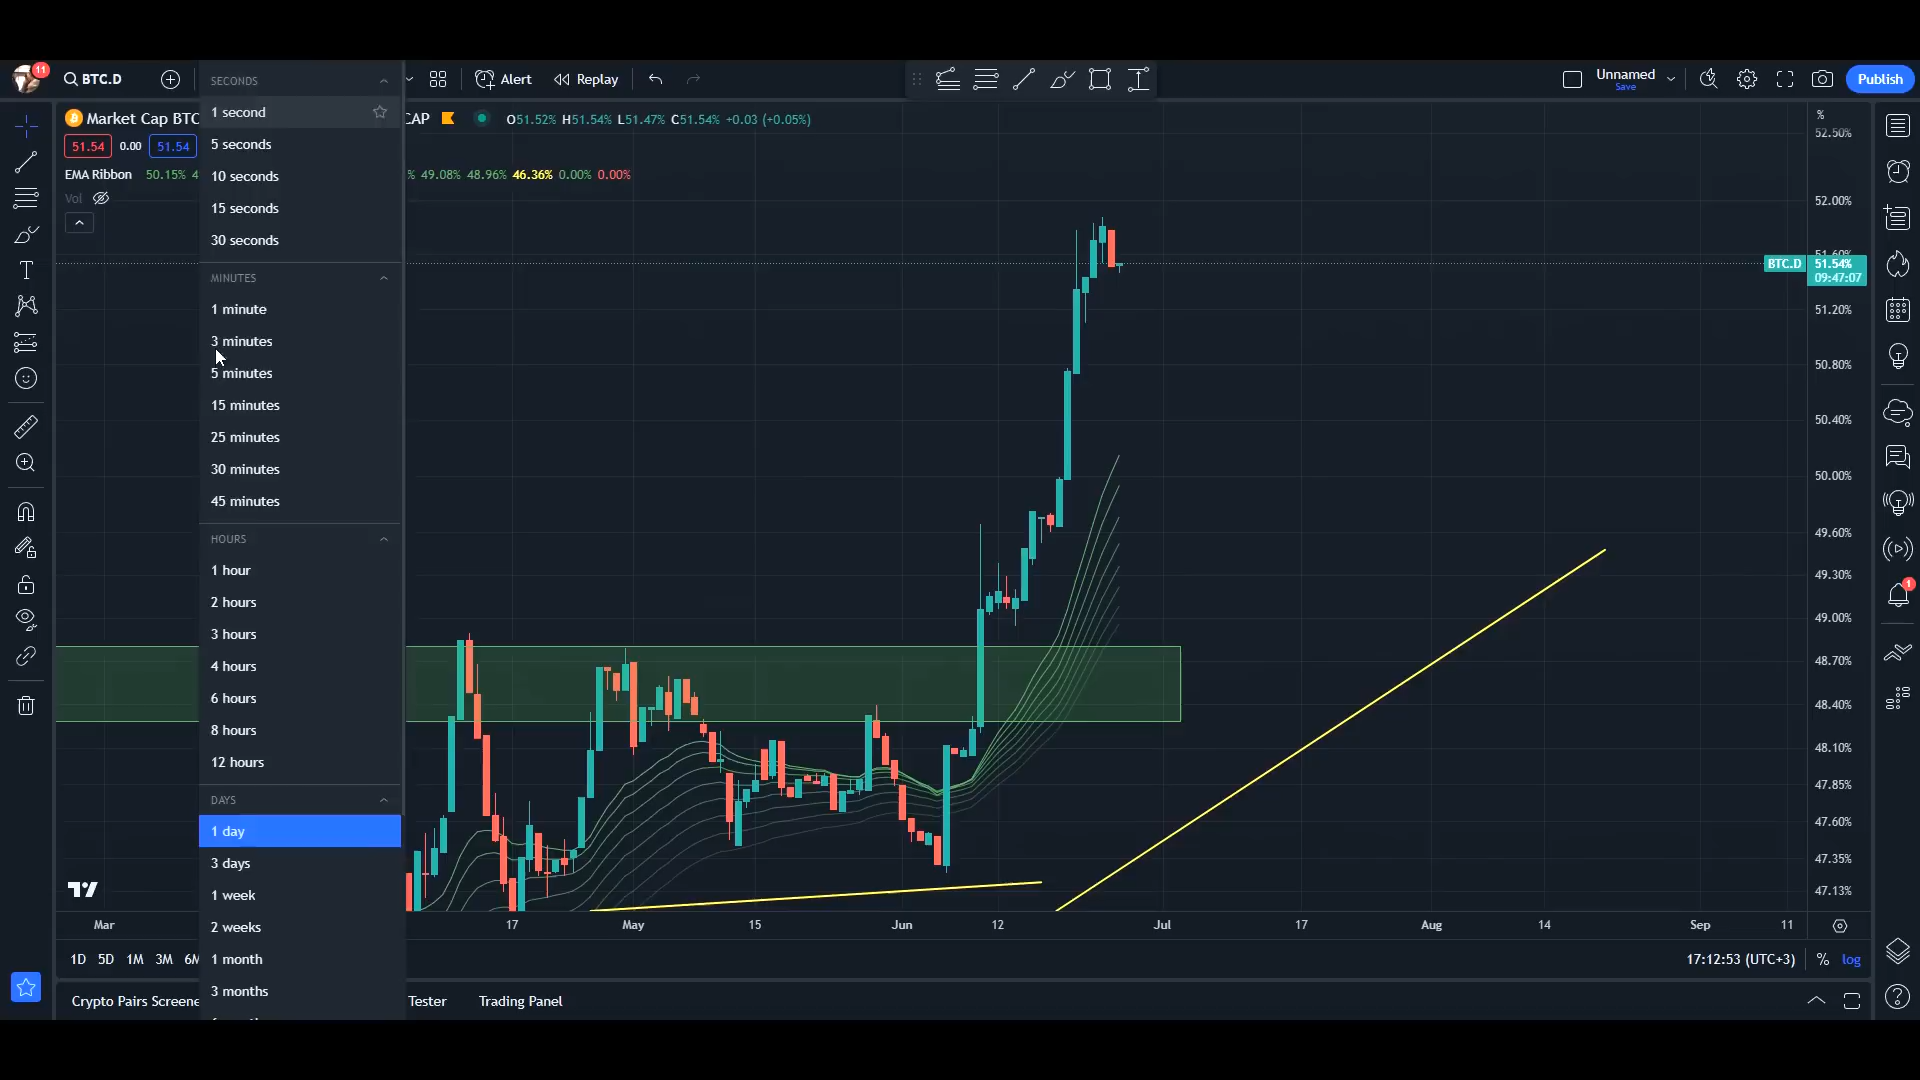 11
BTC.D
Alert
Replay
Unnamed
Save
Publish
SECONDS
1 second
5 seconds
10 seconds
15 seconds
30 seconds
MINUTES
1 minute
3 minutes
5 minutes
15 minutes
25 minutes
30 minutes
45 minutes
HOURS
1 hour
2 hours
3 hours
4 hours
6 hours
8 hours
12 hours
DAYS
1 day
3 days
1 week
2 weeks
1 month
3 months
Market Cap BTC
CAP
O51.52% H51.54% L51.47% C51.54% +0.03 (+0.05%)
51.54 0.00 51.54
EMA Ribbon 50.15% 4
% 49.08% 48.96% 46.36% 0.00% 0.00%
Vol
%
52.50%
52.00%
51.60%
BTC.D 51.54%
09:47:07
51.20%
50.80%
50.40%
50.00%
49.60%
49.30%
49.00%
48.70%
48.40%
48.10%
47.85%
47.60%
47.35%
47.13%
1
Mar 17 May 15 Jun 12 Jul 17 Aug 14 Sep 11
1D 5D 1M 3M 6M
17:12:53 (UTC+3) % log
Crypto Pairs Screene
Tester
Trading Panel